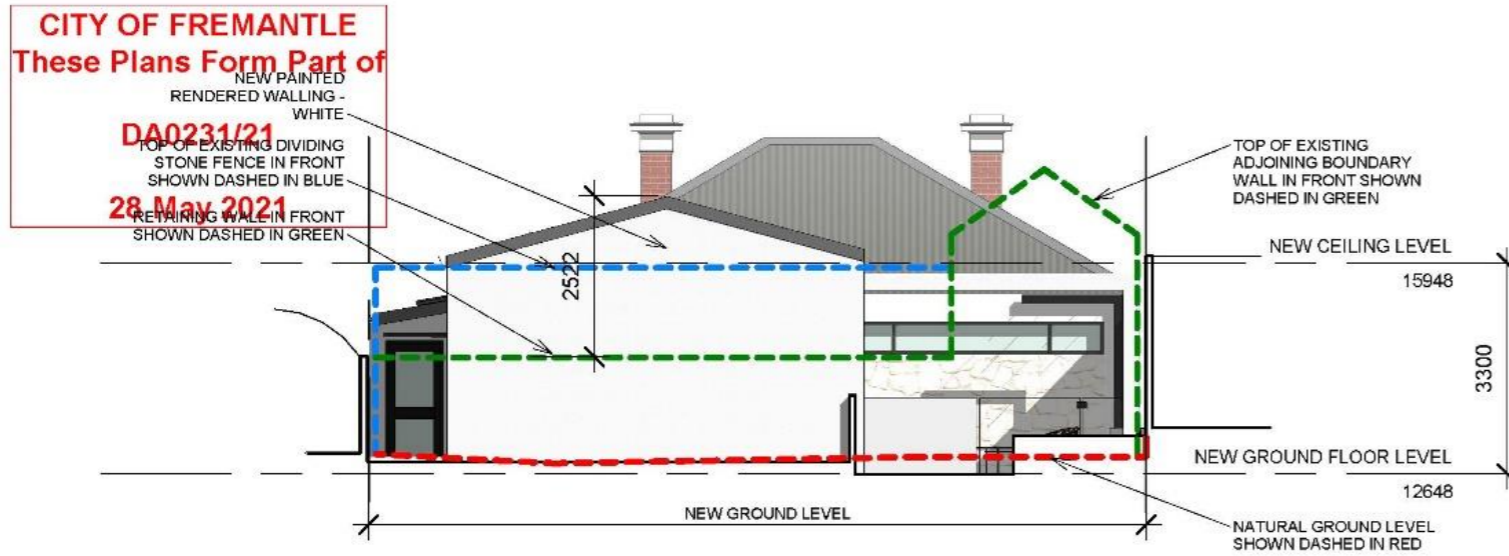 CITY OF FREMANTLE
These Plans Form Part of
DA0231/21
28 May 2021
NEW PAINTED
RENDERED WALLING -
WHITE
TOP OF EXISTING DIVIDING
STONE FENCE IN FRONT
SHOWN DASHED IN BLUE
RETAINING WALL IN FRONT
SHOWN DASHED IN GREEN
2522
TOP OF EXISTING
ADJOINING BOUNDARY
WALL IN FRONT SHOWN
DASHED IN GREEN
NEW CEILING LEVEL
15948
3300
NEW GROUND FLOOR LEVEL
12648
NEW GROUND LEVEL
NATURAL GROUND LEVEL
SHOWN DASHED IN RED